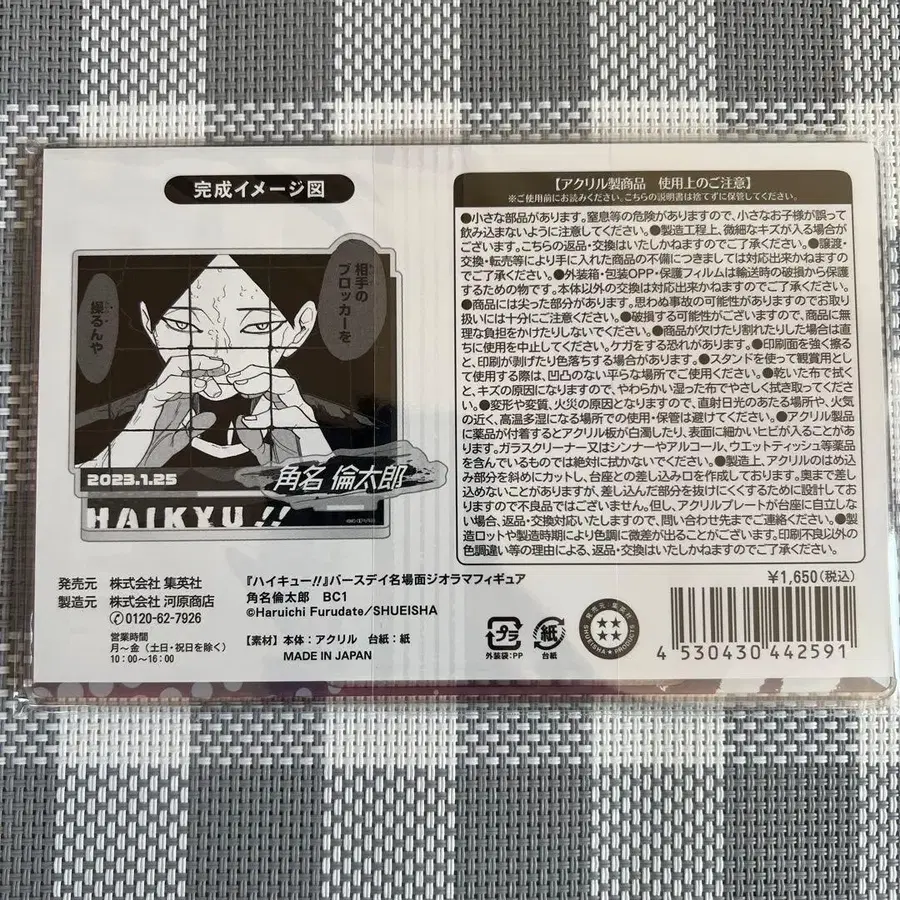 完成イメージ図
相手の
ブロッカーを、
操るんや
2023.1.25
角名 倫太郎
HAIKYU!!
【アクリル製商品 使用上のご注意】
※ご使用前にお読みください。こちらの説明書は捨てずに保管してください。
●小さな部品があります。窒息等の危険がありますので、小さなお子様が誤って
飲み込まないように注意してください。●製造工程上、微細なキズが入る場合が
ございます。こちらの返品・交換はいたしかねますのでご了承ください。●譲渡・
交換・転売等により手に入れた商品の不備につきましては対応出来かねますの
でご了承ください。●外装箱・包装OPP・保護フィルムは輸送時の破損から保護
するための物です。本体以外の交換は対応出来かねますのでご了承ください。
●商品には尖った部分があります。思わぬ事故の可能性がありますのでお取り
扱いには十分にご注意ください。●破損する可能性がございますので、商品に無
理な負担をかけたりしないでください。●商品が欠けたり割れたりした場合は直
ちに使用を中止してください。ケガをする恐れがあります。●印刷面を強く擦る
と、印刷が剥げたり色落ちする場合があります。●スタンドを使って観賞用とし
て使用する際は、凹凸のない平らな場所でご使用ください。●乾いた布で拭く
と、キズの原因になりますので、やわらかい湿った布でやさしく拭き取ってくださ
い。●変形や変質、火災の原因となりますので、直射日光のあたる場所や、火気
の近く、高温多湿になる場所での使用・保管は避けてください。●アクリル製品
に薬品が付着するとアクリル板が白濁したり、表面に細かいヒビが入ることがあ
ります。ガラスクリーナー又はシンナーやアルコール、ウエットティッシュ等薬品
を含んでいるものでは絶対に拭かないでください。●製造上、アクリルのはめ込
み部分を斜めにカットし、台座との差し込み口を作成しております。奥まで差し
込めないことがありますが、差し込んだ部分を抜けにくくするために設計してお
りますので不良品ではございません。但し、アクリルプレートが台座に自立しな
い場合、返品・交換対応いたしますので、問い合わせ先までご連絡ください。●製
造ロットや製造時期により色調に微差が出ることがございます。印刷不良以外の
色調違い等の理由による、返品・交換はいたしかねますのでご了承ください。
発売元 株式会社 集英社
製造元 株式会社 河原商店
✆0120-62-7926
営業時間
月～金（土日・祝日を除く）
10:00～16:00
『ハイキュー!!』バースデイ名場面ジオラマフィギュア
角名倫太郎 BC1
©Haruichi Furudate/SHUEISHA
【素材】本体：アクリル 台紙：紙
MADE IN JAPAN
プラ
外装袋:PP
紙
台紙
発売元：集英社
SHUEISHA PRODUCTS
¥1,650(税込)
4 530430 442591